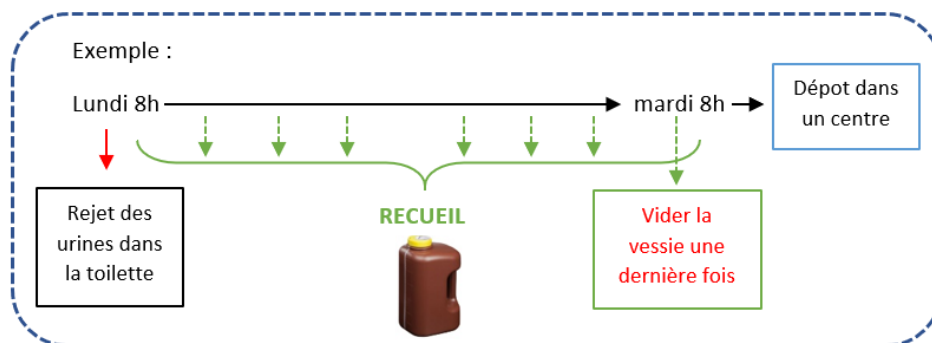 Exemple :
Lundi 8h
mardi 8h
Dépot dans
un centre
Rejet des
urines dans
la toilette
RECUEIL
Vider la
vessie une
dernière fois